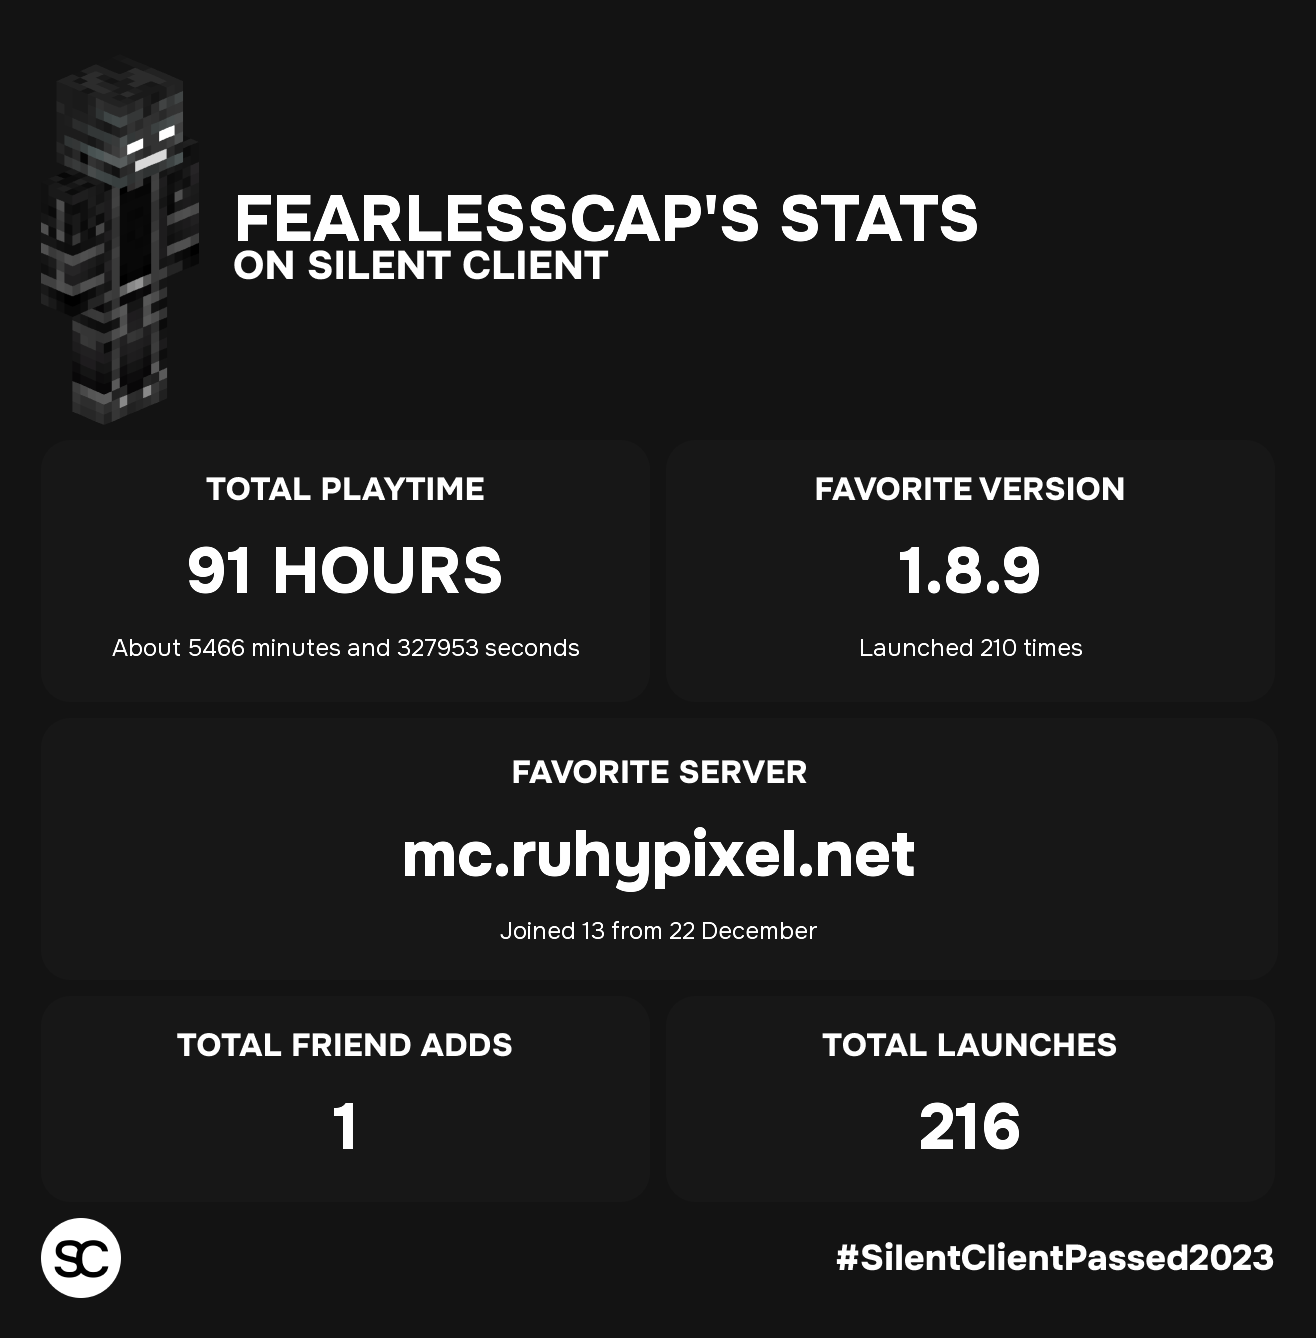 FEARLESSCAP'S STATS
ON SILENT CLIENT
TOTAL PLAYTIME
91 HOURS
About 5466 minutes and 327953 seconds
FAVORITE VERSION
1.8.9
Launched 210 times
FAVORITE SERVER
mc.ruhypixel.net
Joined 13 from 22 December
TOTAL FRIEND ADDS
1
TOTAL LAUNCHES
216
SC
#SilentClientPassed2023